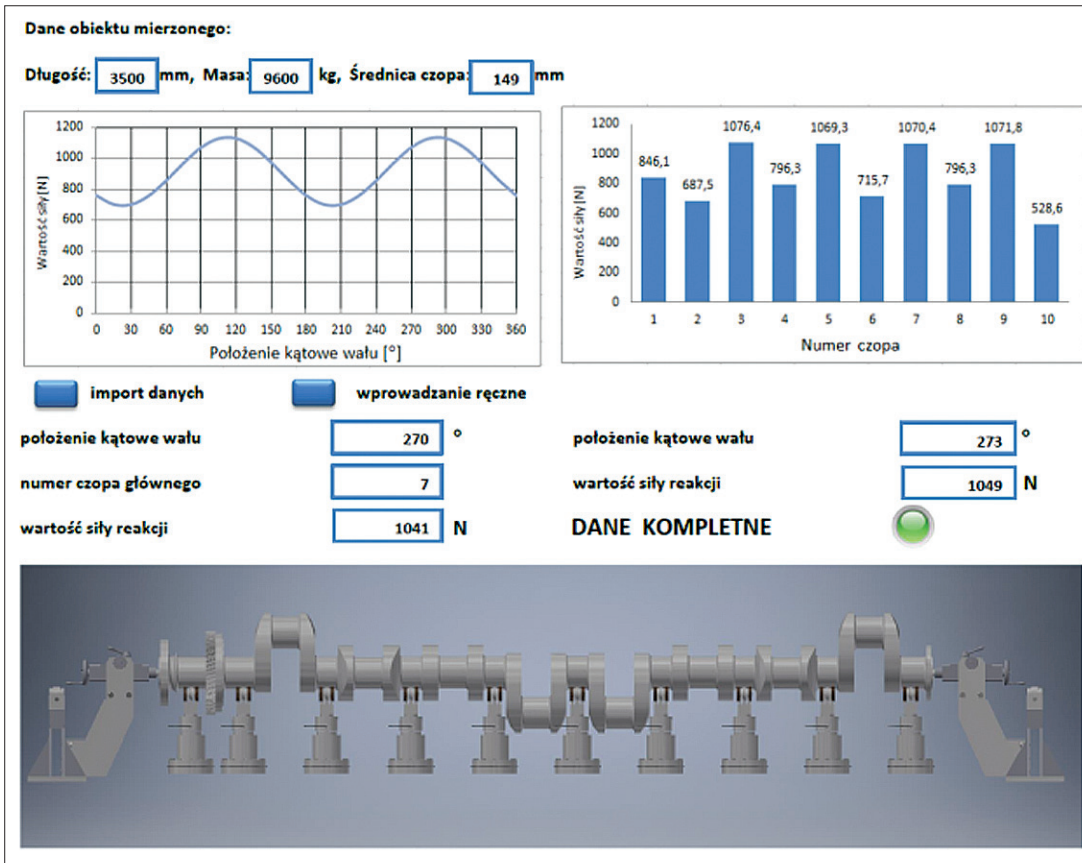 Dane obiektu mierzonego:
Długość: 3500 mm, Masa: 9600 kg, Średnica czopa: 149 mm
Wartość siły [N]
1200
1000
800
600
400
200
0
0 30 60 90 120 150 180 210 240 270 300 330 360
Położenie kątowe wału [°]
Wartość siły [N]
1200
1000
800
600
400
200
0
846,1 687,5 1076,4 796,3 1069,3 715,7 1070,4 796,3 1071,8 528,6
1 2 3 4 5 6 7 8 9 10
Numer czopa
import danych wprowadzanie ręczne
położenie kątowe wału 270 °
numer czopa głównego 7
wartość siły reakcji 1041 N
położenie kątowe wału 273 °
wartość siły reakcji 1049 N
DANE KOMPLETNE